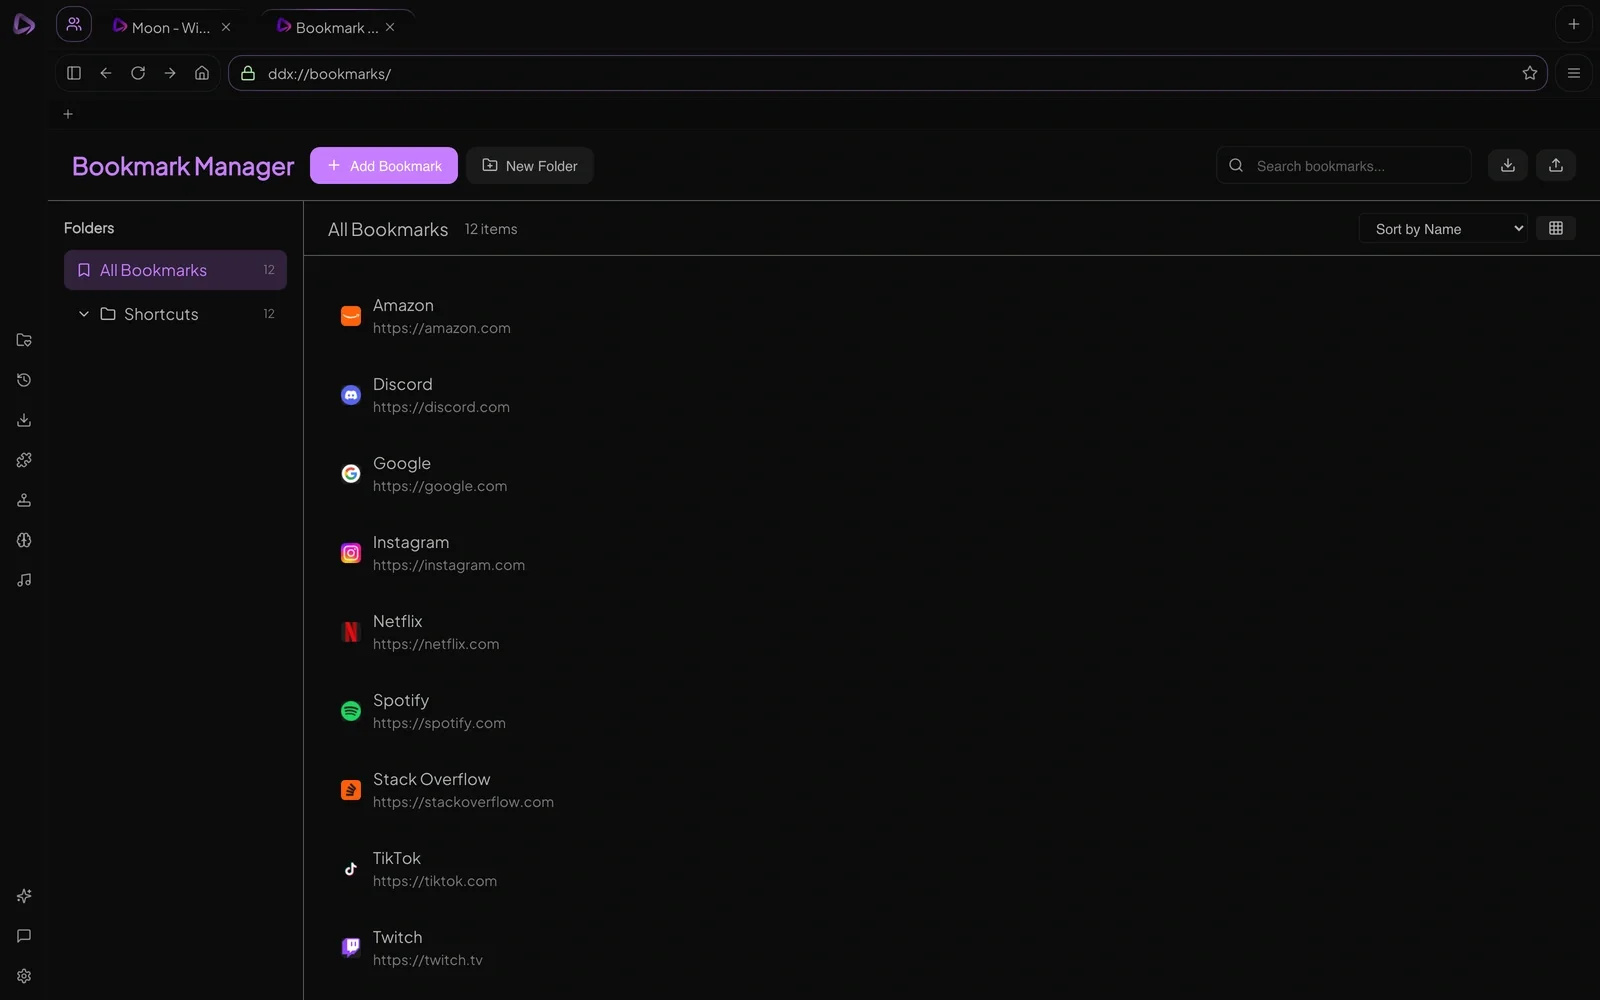 Moon - Wi...
Bookmark ...
ddx://bookmarks/
Bookmark Manager
Add Bookmark
New Folder
Search bookmarks...
Folders
All Bookmarks 12
Shortcuts 12
All Bookmarks 12 items
Sort by Name
Amazon
https://amazon.com
Discord
https://discord.com
Google
https://google.com
Instagram
https://instagram.com
Netflix
https://netflix.com
Spotify
https://spotify.com
Stack Overflow
https://stackoverflow.com
TikTok
https://tiktok.com
Twitch
https://twitch.tv